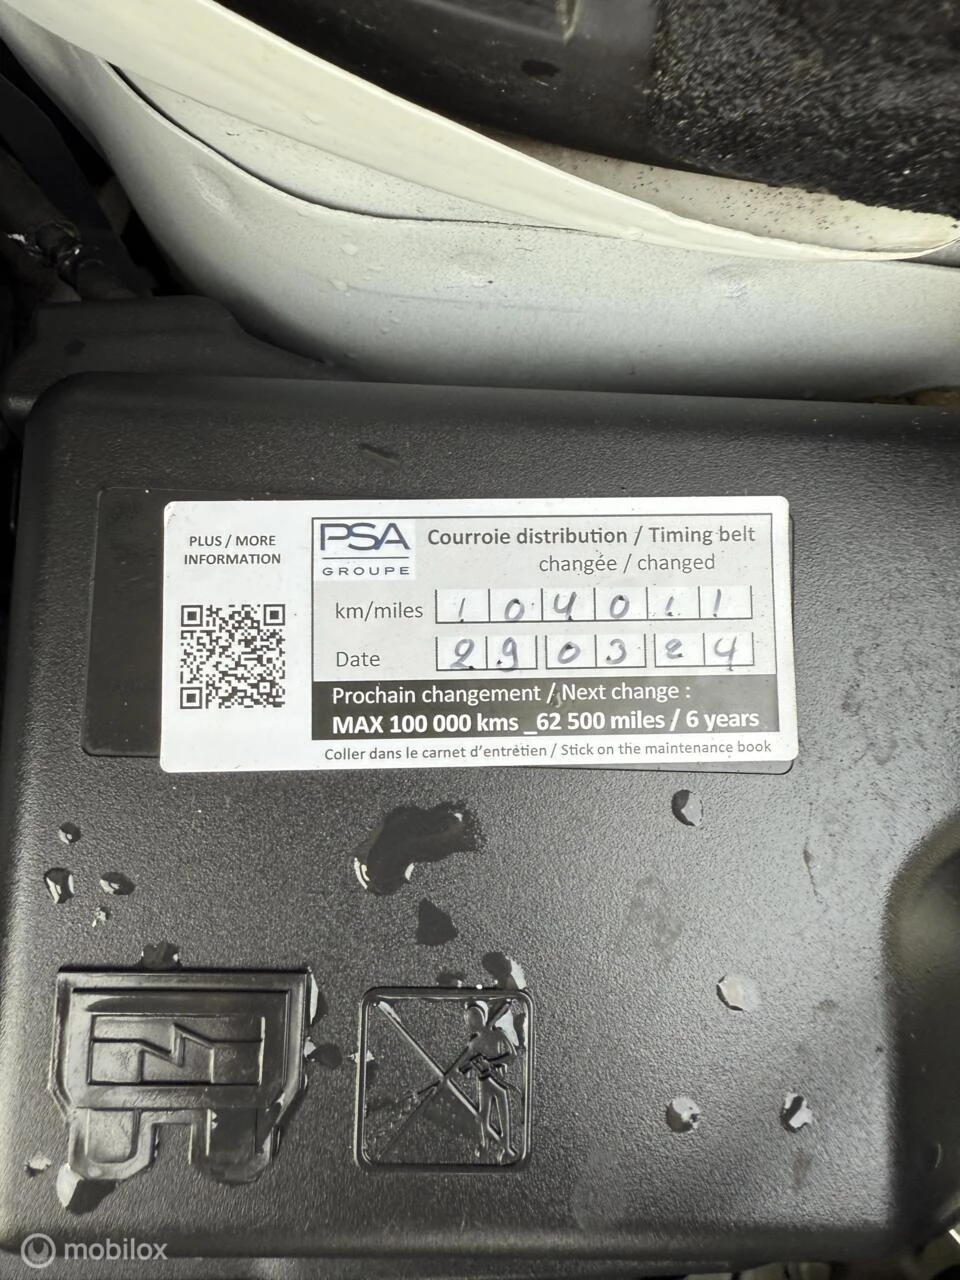 PLUS / MORE
INFORMATION
PSA
GROUPE
Courroie distribution / Timing belt
changée / changed
km/miles 104011
Date 290324
Prochain changement / Next change :
MAX 100 000 kms _62 500 miles / 6 years
Coller dans le carnet d'entretien / Stick on the maintenance book
mobilox